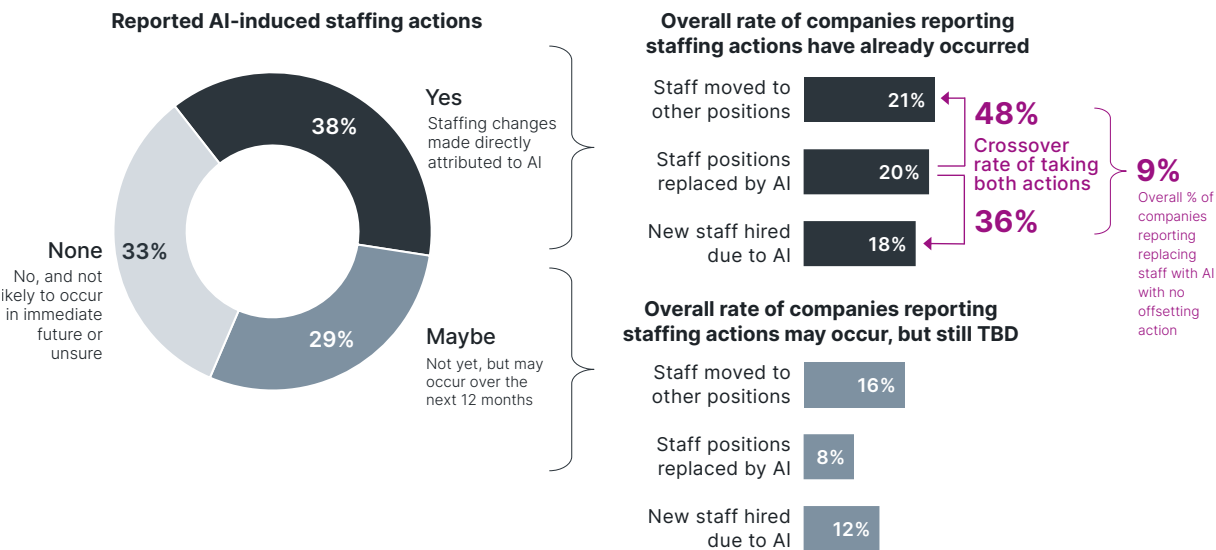 Reported AI-induced staffing actions
38%
33%
29%
Yes
Staffing changes
made directly
attributed to AI
None
No, and not
ikely to occur
in immediate
future or
unsure
Maybe
Not yet, but may
occur over the
next 12 months
Overall rate of companies reporting
staffing actions have already occurred
Staff moved to
other positions
21%
Staff positions
replaced by AI
20%
New staff hired
due to AI
18%
48%
Crossover
rate of taking
both actions
36%
9%
Overall % of
companies
reporting
replacing
staff with AI
with no
offsetting
action
Overall rate of companies reporting
staffing actions may occur, but still TBD
Staff moved to
other positions
16%
Staff positions
replaced by AI
8%
New staff hired
due to AI
12%